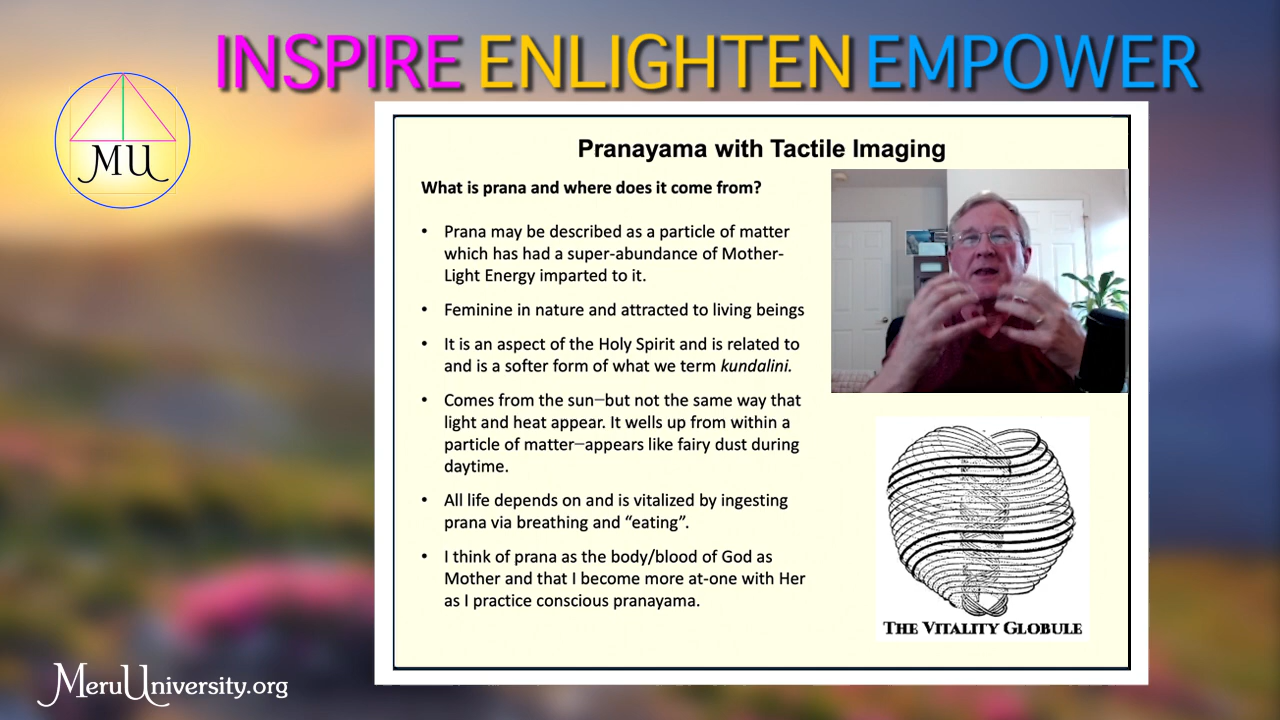 INSPIRE ENLIGHTEN EMPOWER
MU
Pranayama with Tactile Imaging
What is prana and where does it come from?
• Prana may be described as a particle of matter
which has had a super-abundance of Mother-
Light Energy imparted to it.
• Feminine in nature and attracted to living beings
• It is an aspect of the Holy Spirit and is related to
and is a softer form of what we term kundalini.
• Comes from the sun—but not the same way that
light and heat appear. It wells up from within a
particle of matter—appears like fairy dust during
daytime.
• All life depends on and is vitalized by ingesting
prana via breathing and “eating”.
• I think of prana as the body/blood of God as
Mother and that I become more at-one with Her
as I practice conscious pranayama.
THE VITALITY GLOBULE
MeruUniversity.org